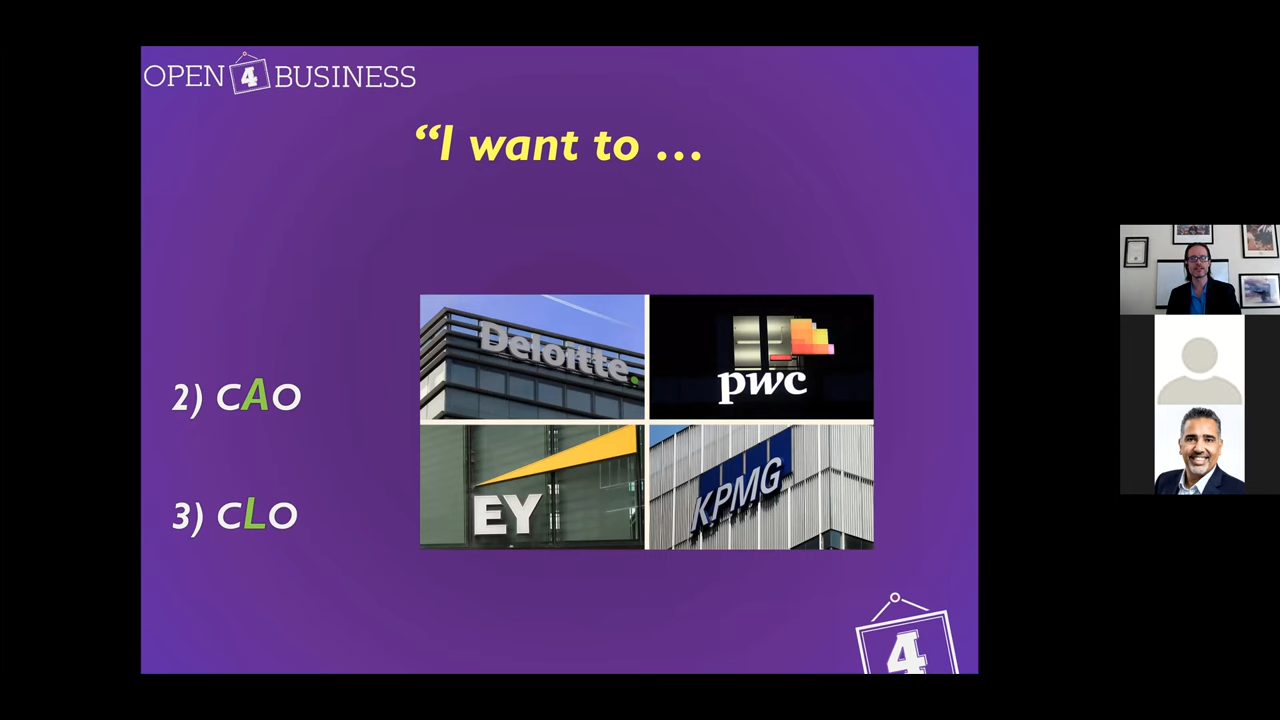 OPEN 4 BUSINESS
“I want to ...
Deloitte.
pwc
2) CAO
EY
KPMG
3) CLO
4